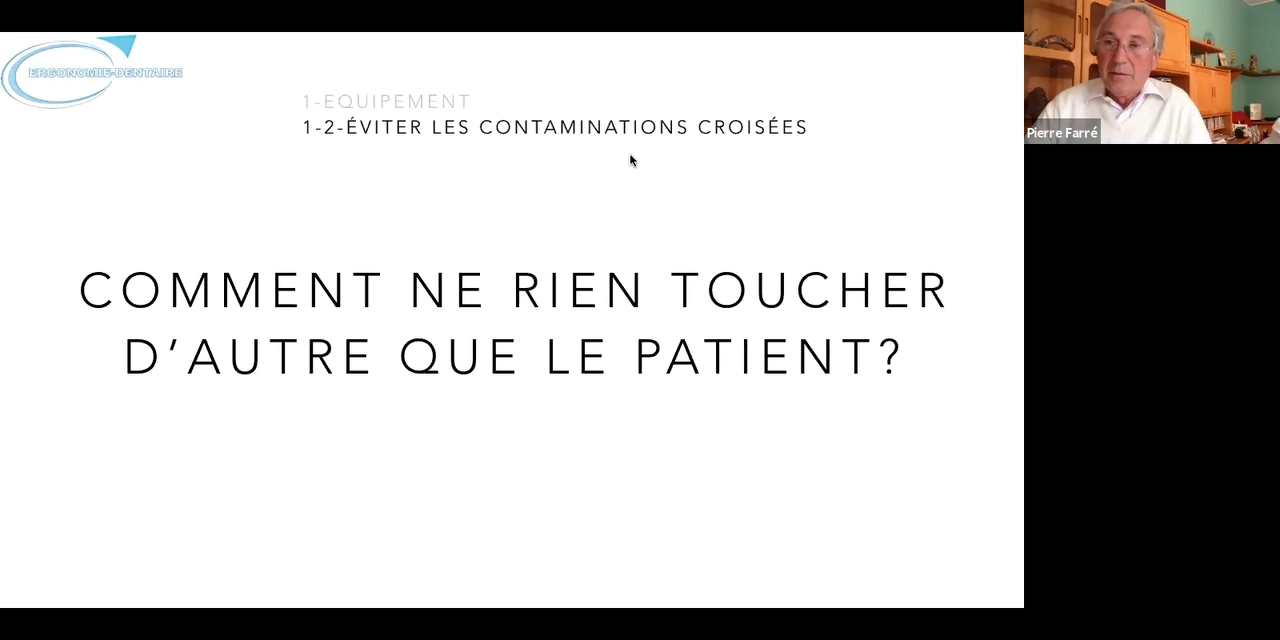 ERGONOMIE-DENTAIRE
1-EQUIPEMENT
1-2-ÉVITER LES CONTAMINATIONS CROISÉES
COMMENT NE RIEN TOUCHER
D’AUTRE QUE LE PATIENT?
Pierre Farré